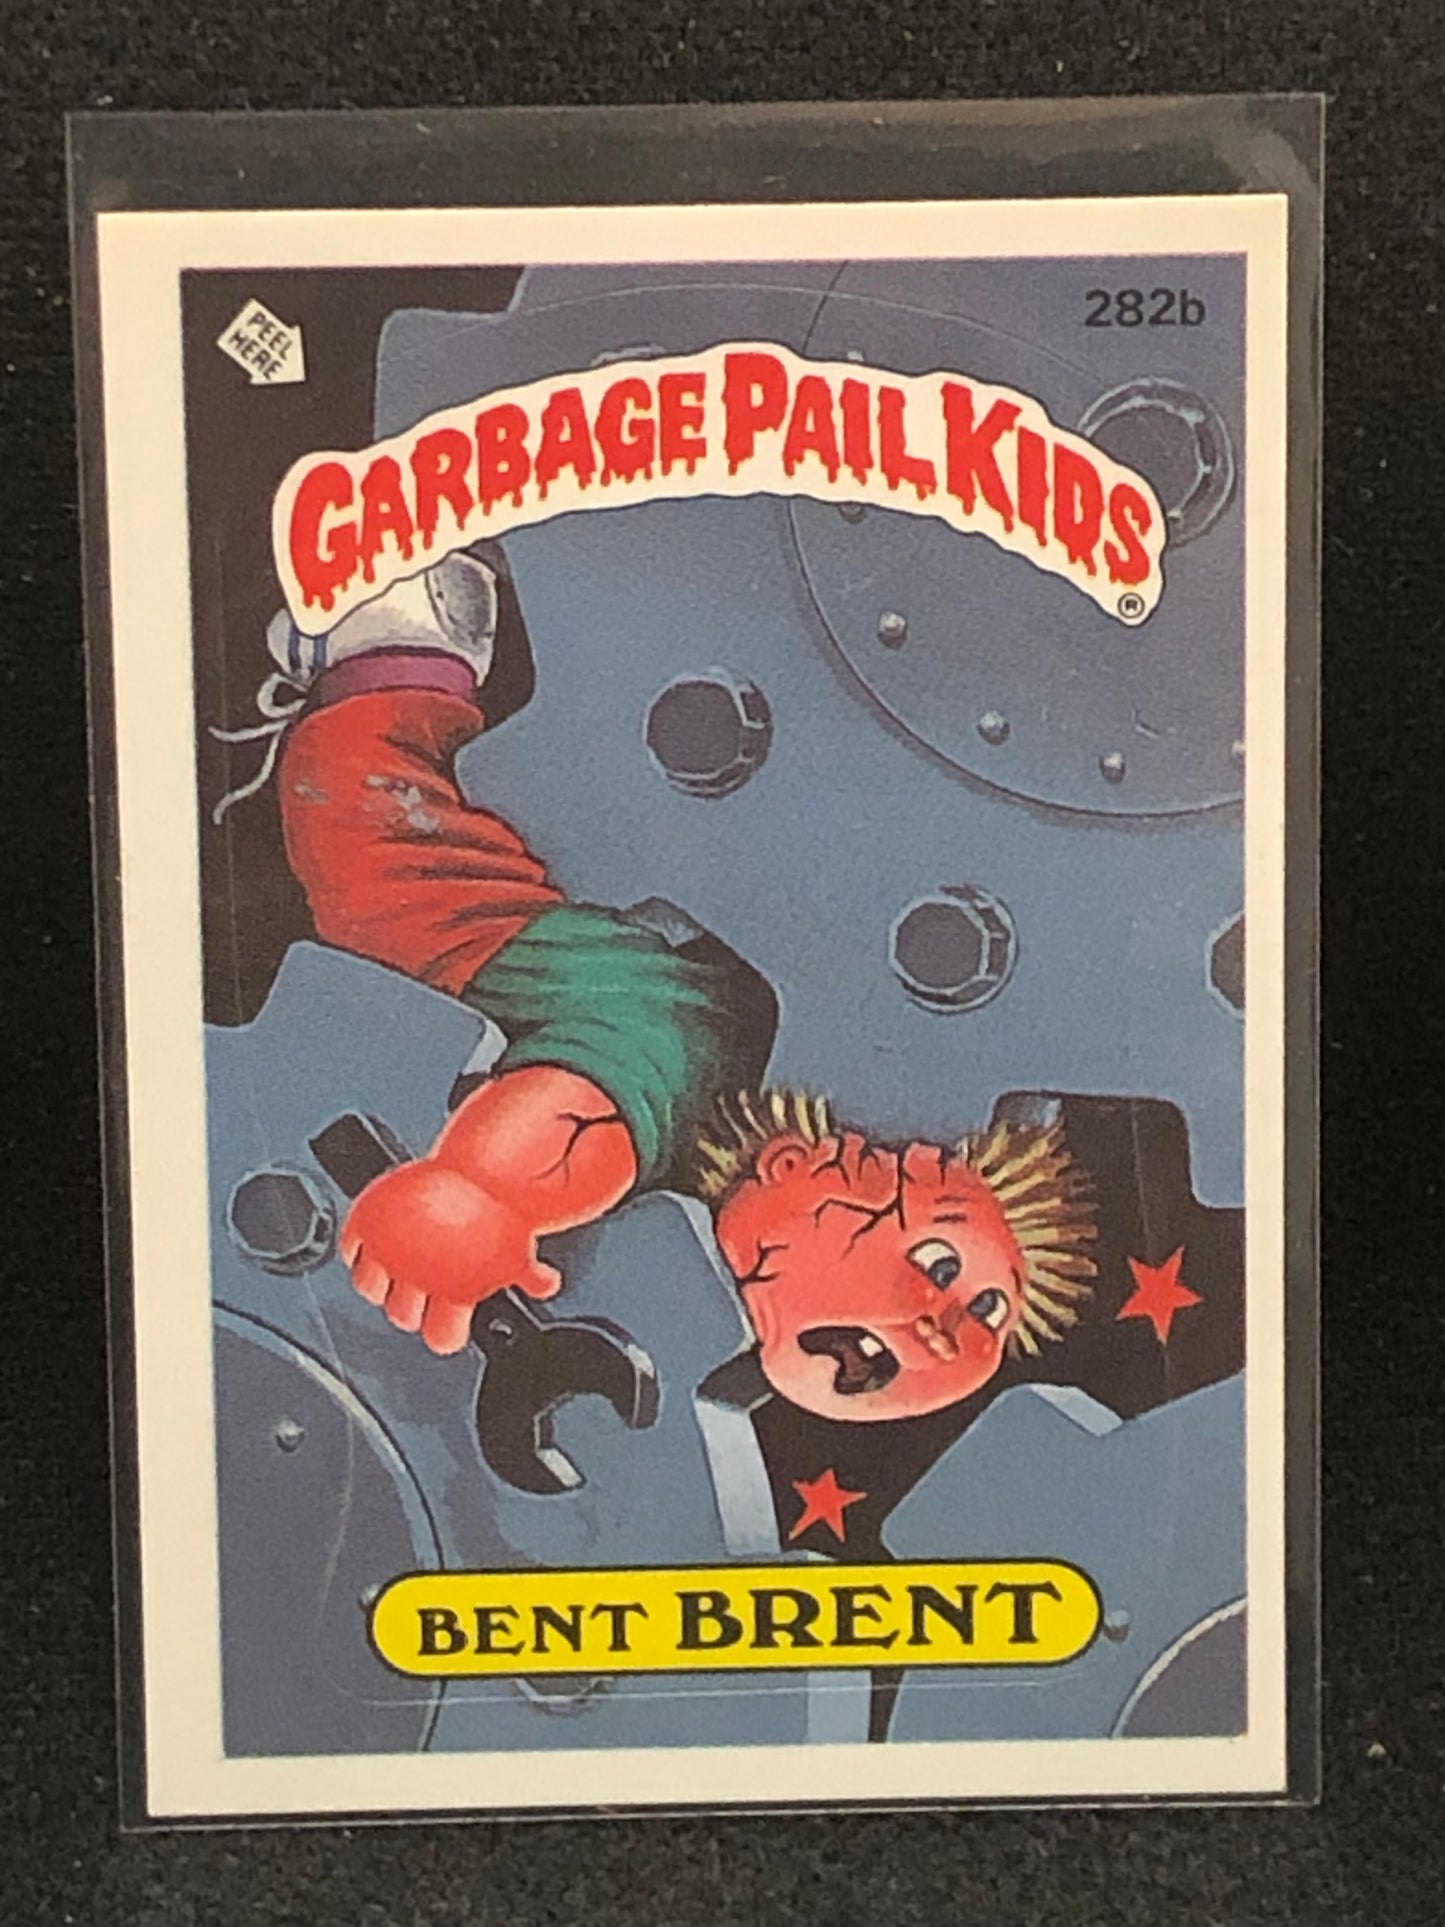 PEEL
HERE
282b
GARBAGE PAIL KIDS
®
BENT BRENT